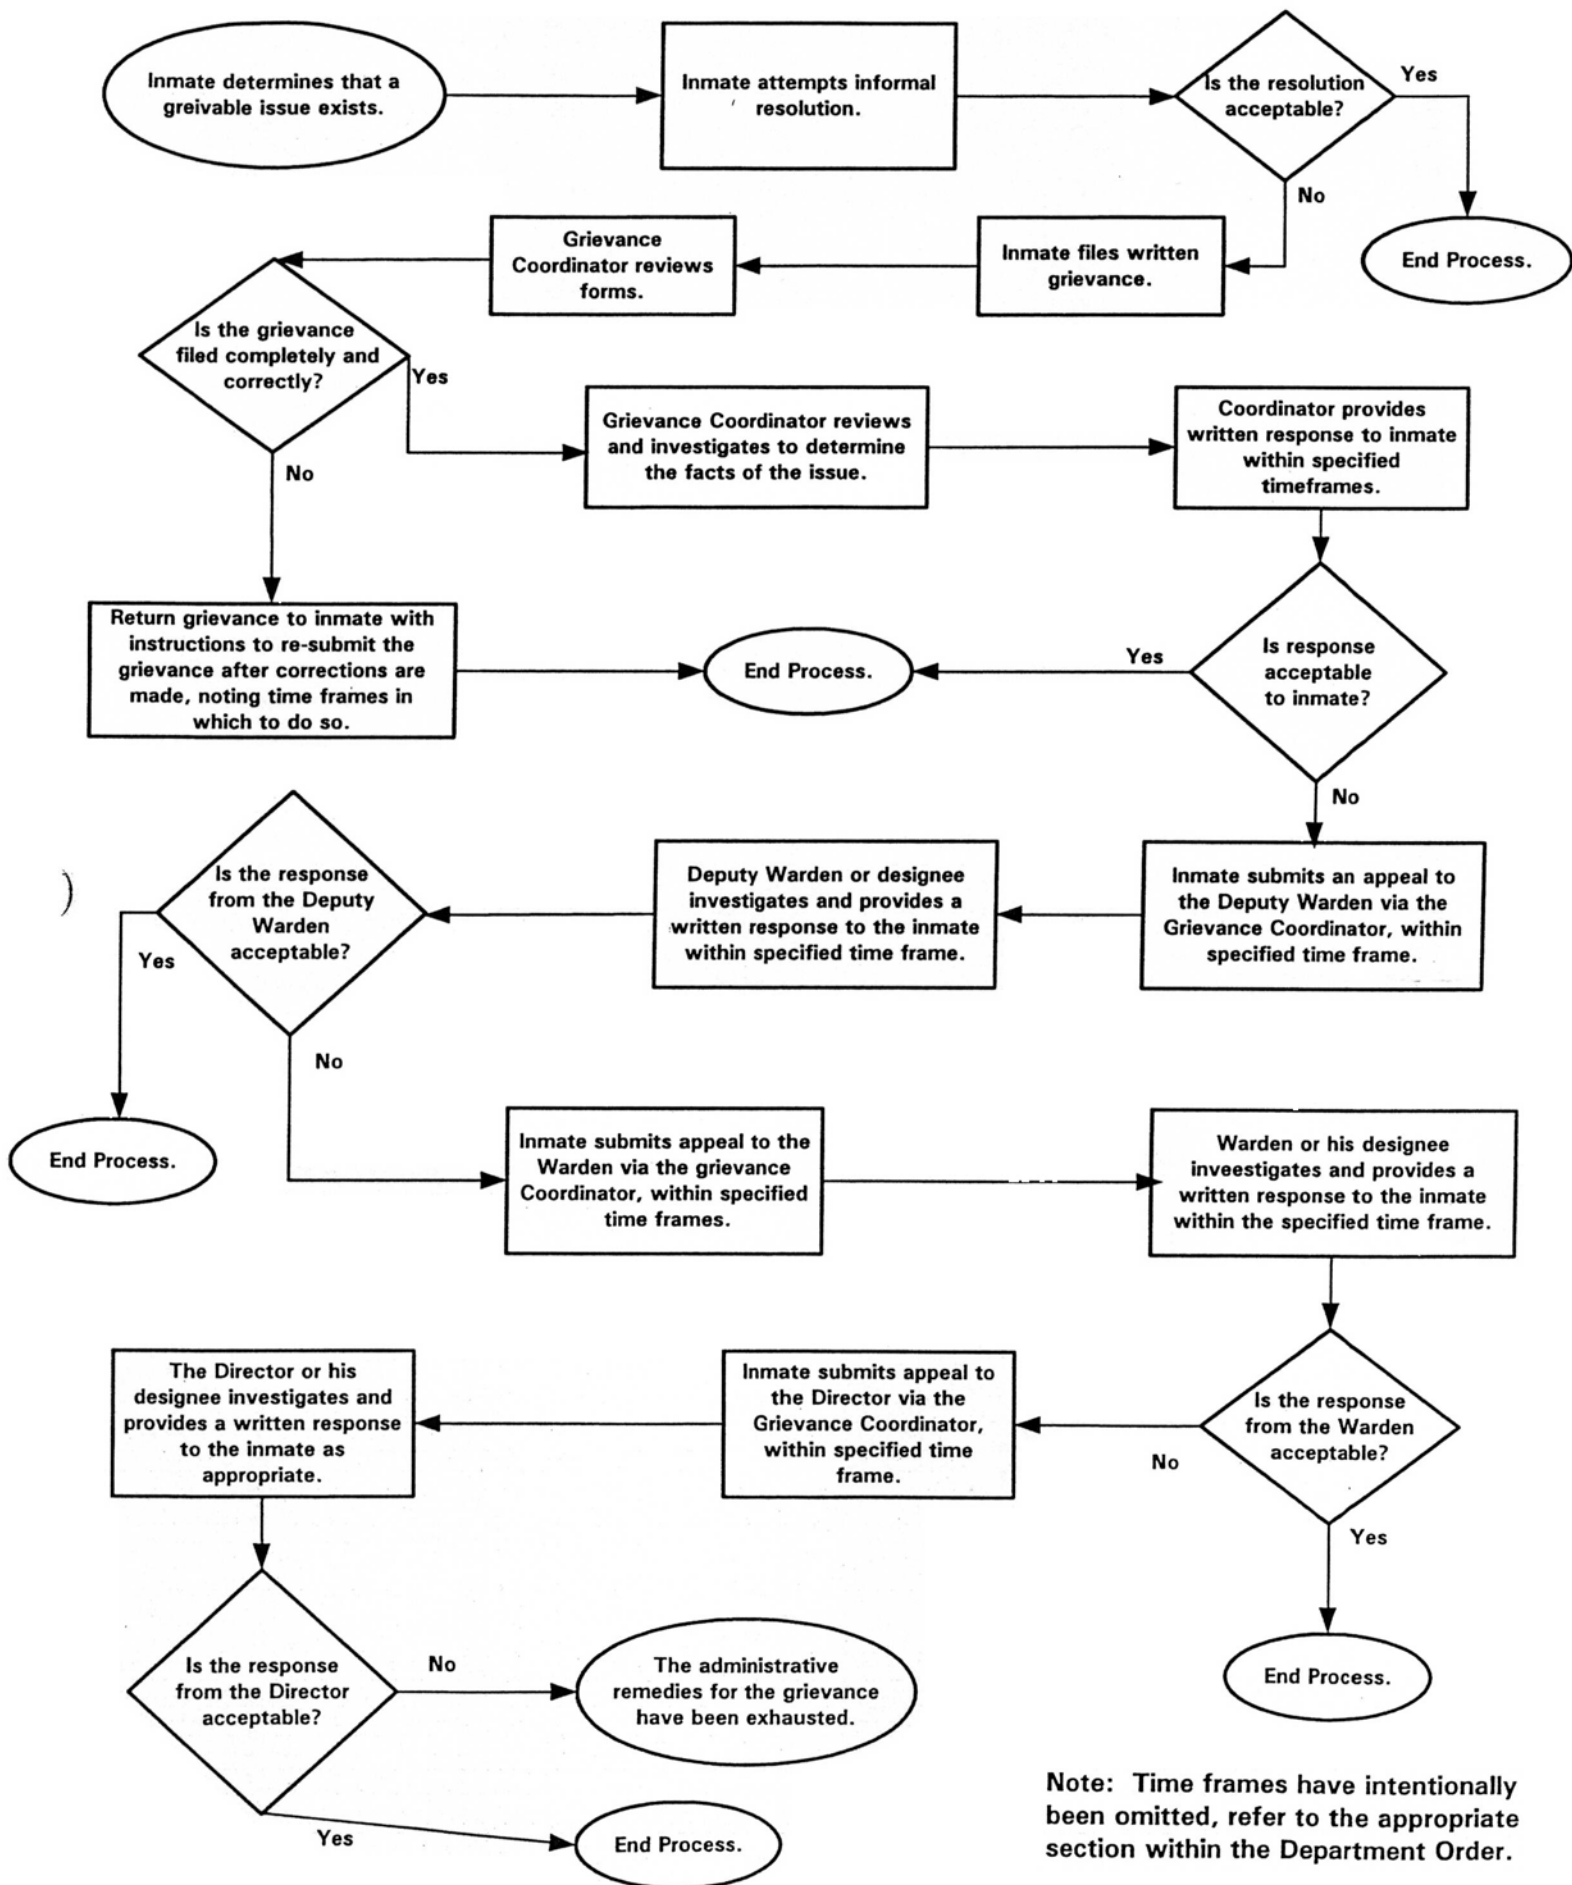 Inmate determines that a
greivable issue exists.
Inmate attempts informal
resolution.
Is the resolution
acceptable?
Yes
No
End Process.
Inmate files written
grievance.
Grievance
Coordinator reviews
forms.
Is the grievance
filed completely and
correctly?
Yes
No
Grievance Coordinator reviews
and investigates to determine
the facts of the issue.
Coordinator provides
written response to inmate
within specified
timeframes.
Return grievance to inmate with
instructions to re-submit the
grievance after corrections are
made, noting time frames in
which to do so.
End Process.
Yes
Is response
acceptable
to inmate?
No
Inmate submits an appeal to
the Deputy Warden via the
Grievance Coordinator, within
specified time frame.
Deputy Warden or designee
investigates and provides a
written response to the inmate
within specified time frame.
Is the response
from the Deputy
Warden
acceptable?
Yes
No
End Process.
Inmate submits appeal to the
Warden via the grievance
Coordinator, within specified
time frames.
Warden or his designee
inveestigates and provides a
written response to the inmate
within the specified time frame.
Is the response
from the Warden
acceptable?
No
Yes
End Process.
Inmate submits appeal to
the Director via the
Grievance Coordinator,
within specified time
frame.
The Director or his
designee investigates and
provides a written response
to the inmate as
appropriate.
Is the response
from the Director
acceptable?
No
The administrative
remedies for the grievance
have been exhausted.
Yes
End Process.
Note: Time frames have intentionally
been omitted, refer to the appropriate
section within the Department Order.